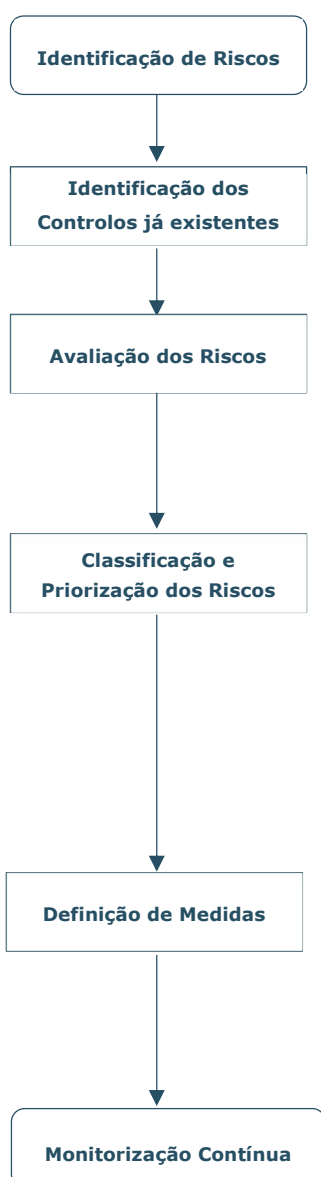 Identificação de Riscos
Identificação dos
Controlos já existentes
Avaliação dos Riscos
Classificação e
Priorização dos Riscos
Definição de Medidas
Monitorização Contínua